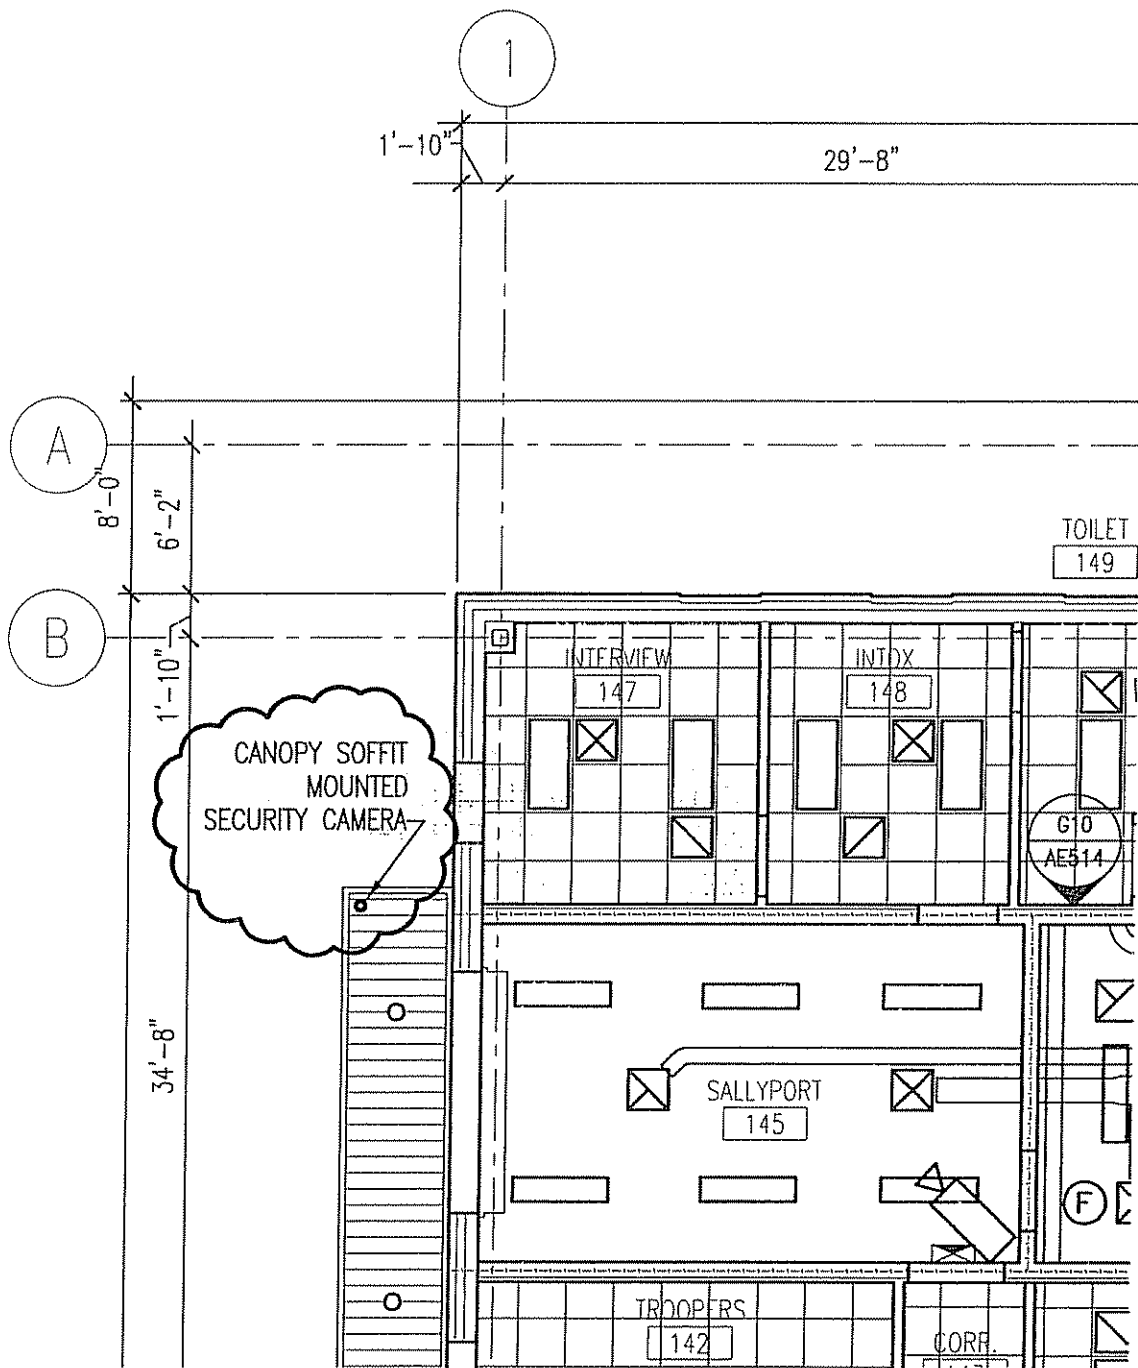 1
1'-10"
29'-8"
A
8'-0"
6'-2"
TOILET
149
B
1'-10"
INTERVIEW
147
INTOX
148
CANOPY SOFFIT
MOUNTED
SECURITY CAMERA
G10
AE514
34'-8"
SALLYPORT
145
F
TROOPERS
142
CORR.